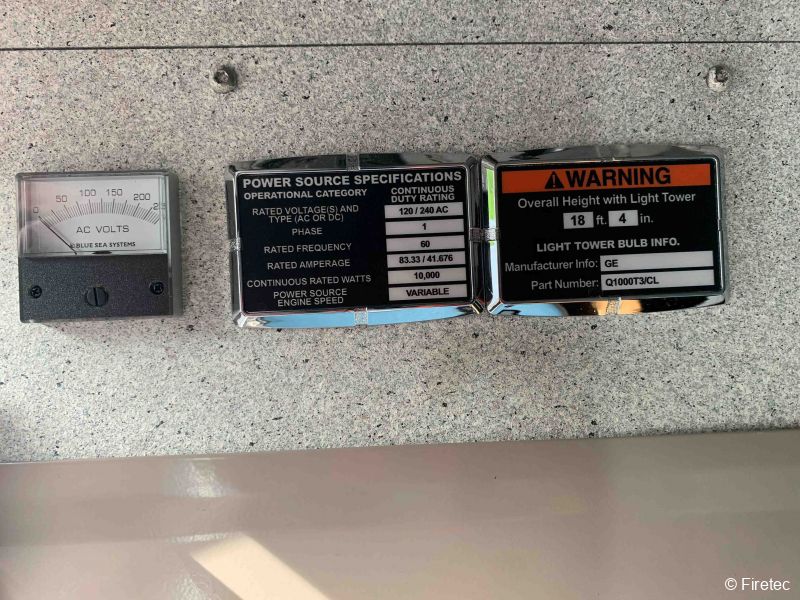 0 50 100 150 200
AC VOLTS
BLUE SEA SYSTEMS
POWER SOURCE SPECIFICATIONS
OPERATIONAL CATEGORY
CONTINUOUS
DUTY RATING
RATED VOLTAGE(S) AND
TYPE (AC OR DC)
120 / 240 AC
PHASE 1
RATED FREQUENCY 60
RATED AMPERAGE 83.33 / 41.676
CONTINUOUS RATED WATTS 10,000
POWER SOURCE
ENGINE SPEED
VARIABLE
WARNING
Overall Height with Light Tower
18 ft. 4 in.
LIGHT TOWER BULB INFO.
Manufacturer Info: GE
Part Number: Q1000T3/CL
© Firetec